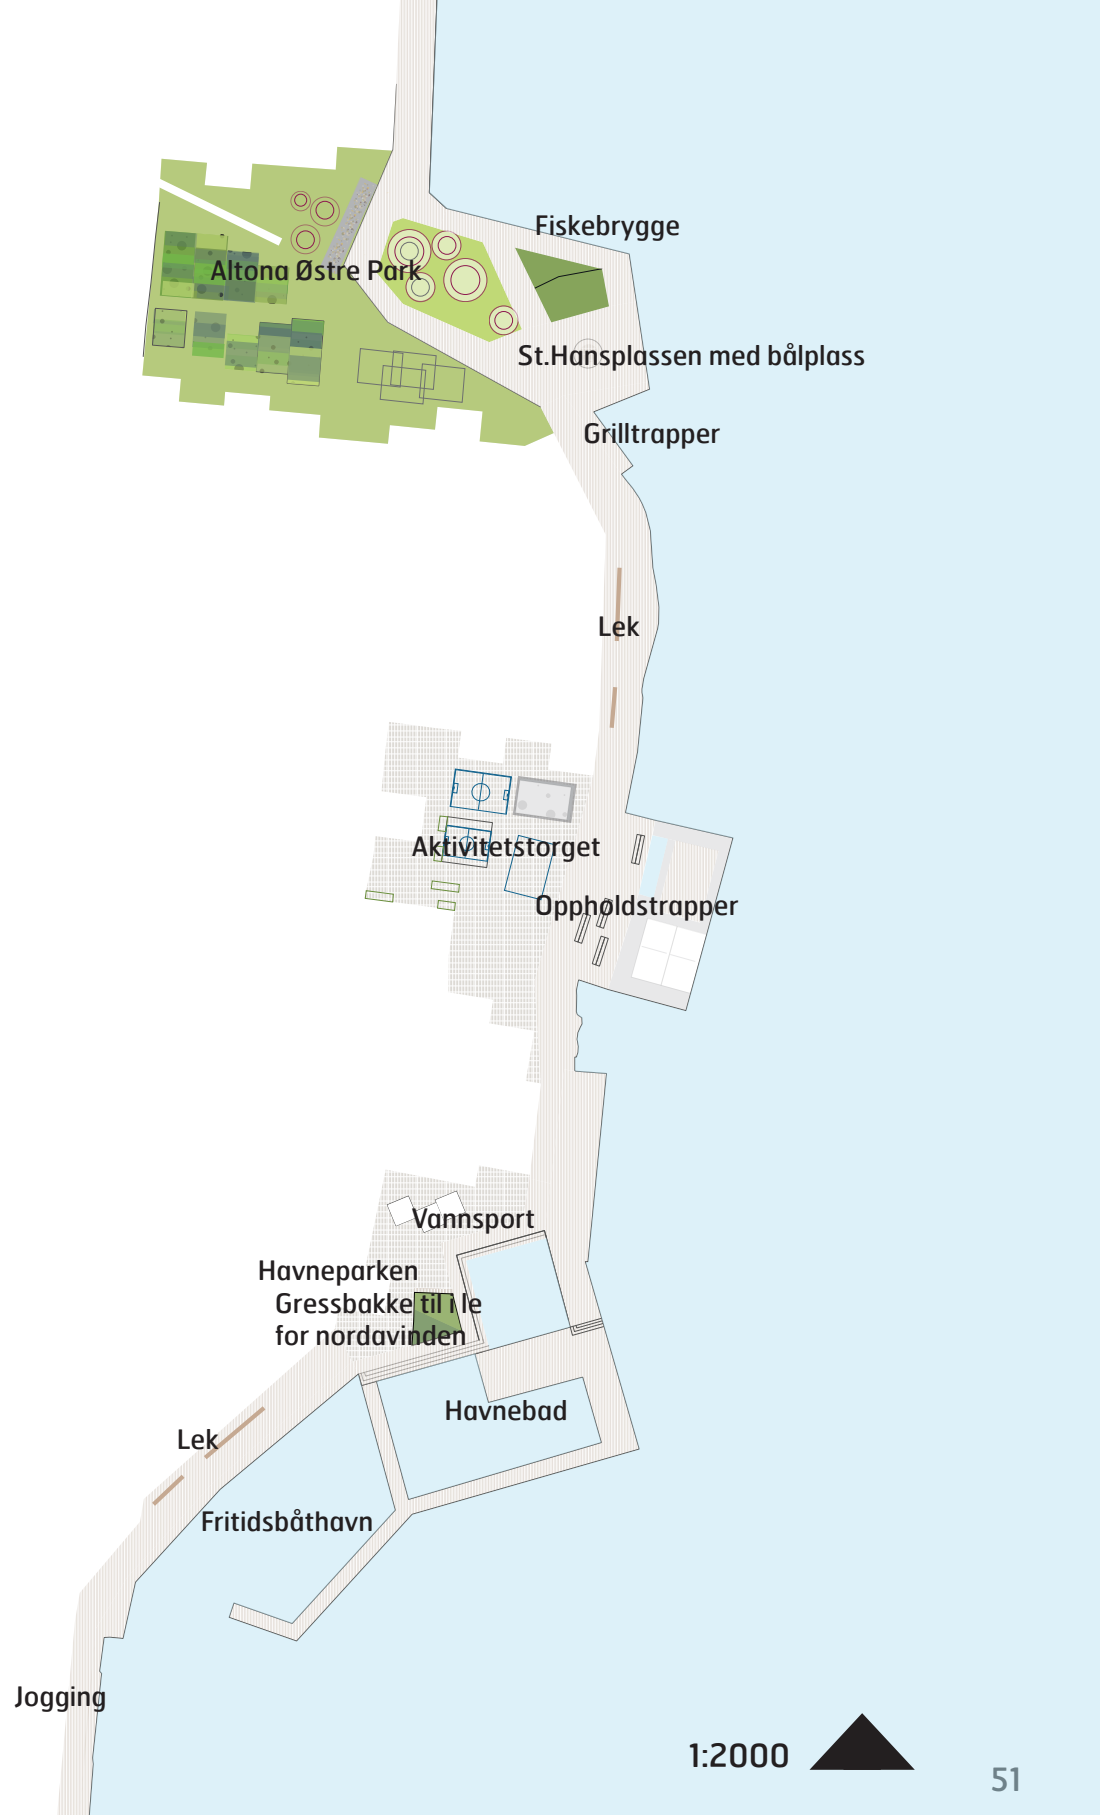 Fiskebrygge
Altona Østre Park
St.Hansplassen med bålplass
Grilltrapper
Lek
Aktivitetstorget
Oppholdstrapper
Vannsport
Havneparken
Gressbakke til i le
for nordavinden
Havnebad
Lek
Fritidsbåthavn
Jogging
1:2000
51